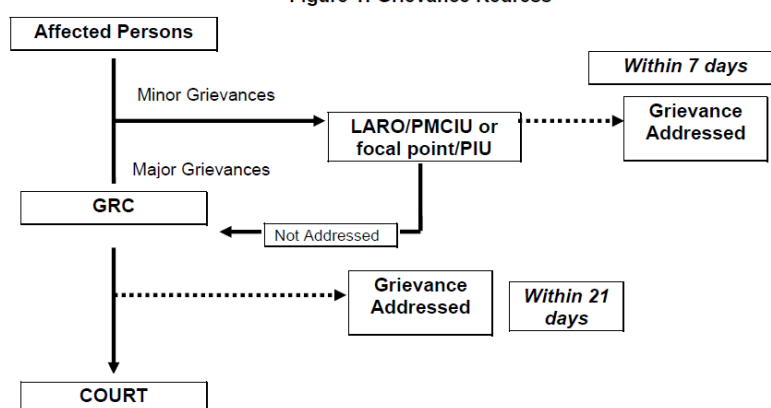 Figure 1: Grievance Redress
Affected Persons
Within 7 days
Minor Grievances
Grievance
Addressed
LARO/PMCIU or
focal point/PIU
Major Grievances
GRC
Not Addressed
Grievance
Addressed
Within 21
days
COURT